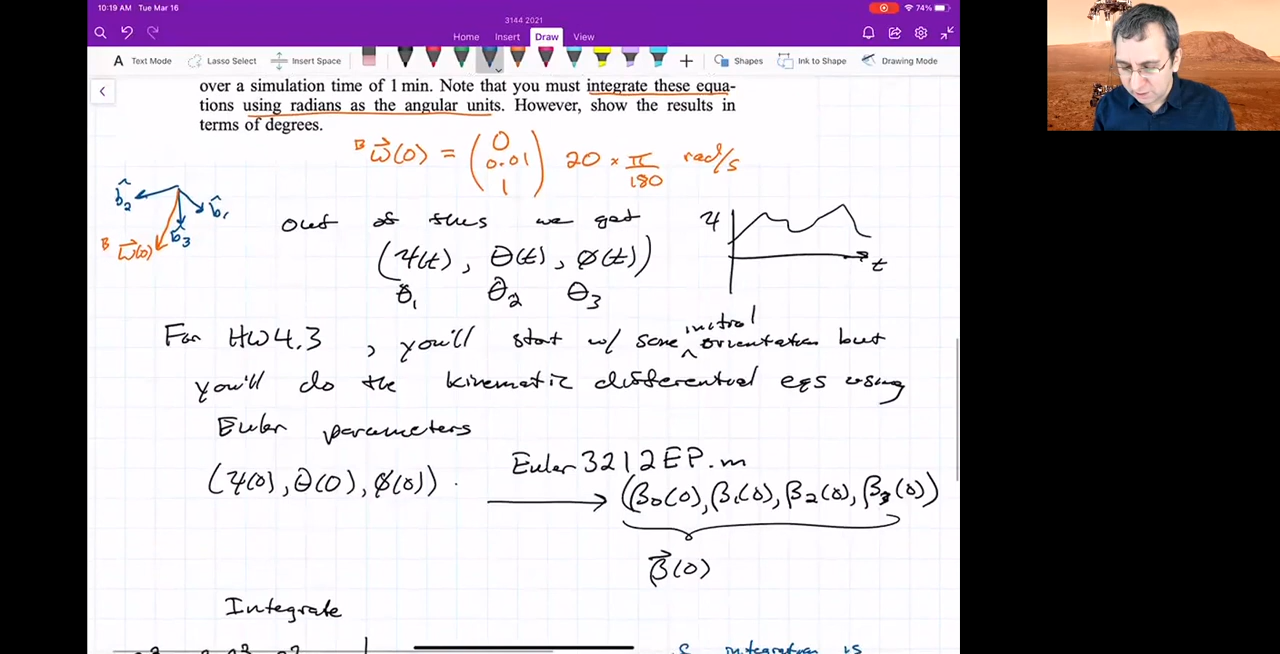 10:19 AM Tue Mar 16
74%
3144 2021
Home Insert Draw View
Text Mode Lasso Select Insert Space Shapes Ink to Shape Drawing Mode
over a simulation time of 1 min. Note that you must integrate these equa-
tions using radians as the angular units. However, show the results in
terms of degrees.
ᴮω⃗(0) = (0 0.01 1) 20 × π/180 rad/s
b̂₂ b̂₁ b̂₃
ᴮω⃗(0)
out of this we get
(ψ(t), θ(t), φ(t))
θ₁ θ₂ θ₃
ψ t
For HW4.3, you'll start w/ some initial orientation but
you'll do the kinematic differential eqs using
Euler parameters
Euler3212EP.m
(ψ(0), θ(0), φ(0)). → (β₀(0), β₁(0), β₂(0), β₃(0))
β⃗(0)
Integrate
integration is